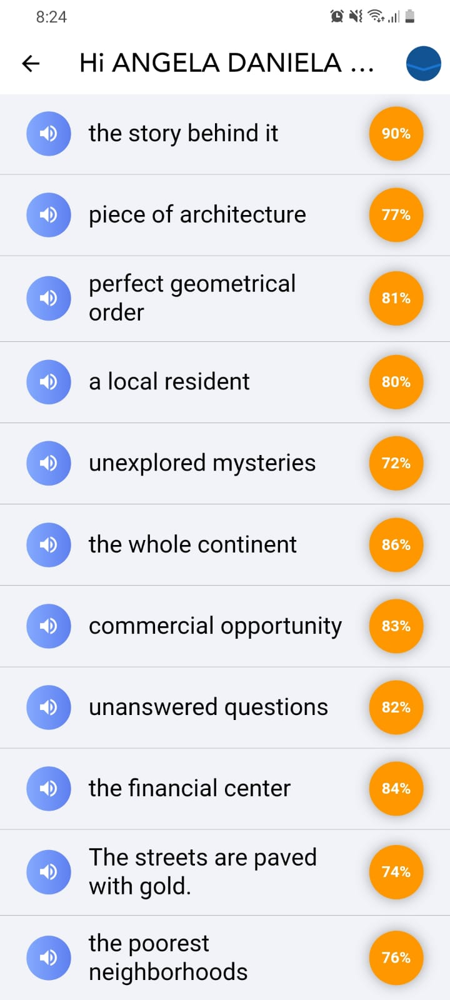 8:24
Hi ANGELA DANIELA ...
the story behind it
90%
piece of architecture
77%
perfect geometrical
order
81%
a local resident
80%
unexplored mysteries
72%
the whole continent
86%
commercial opportunity
83%
unanswered questions
82%
the financial center
84%
The streets are paved
with gold.
74%
the poorest
neighborhoods
76%